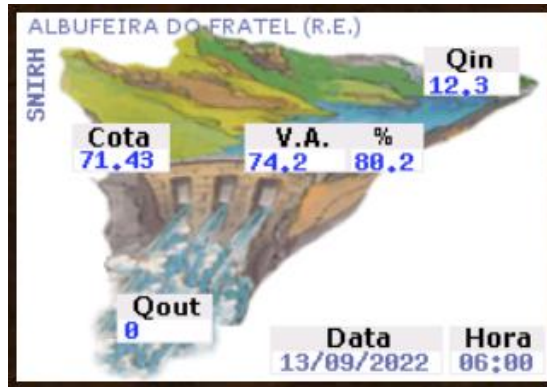 ALBUFEIRA DO FRATEL (R.E.)
SNIRH
Qin
12.3
Cota
71.43
V.A. %
74.2 80.2
Qout
0
Data Hora
13/09/2022 06:00